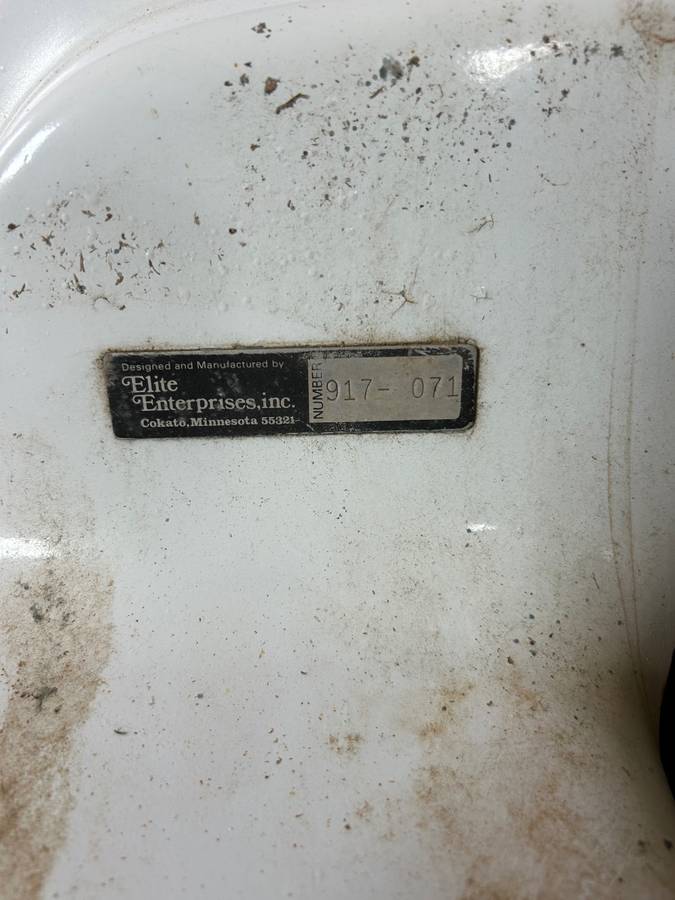 Designed and Manufactured by
Elite
Enterprises,inc.
Cokato,Minnesota 55321
NUMBER
917- 071